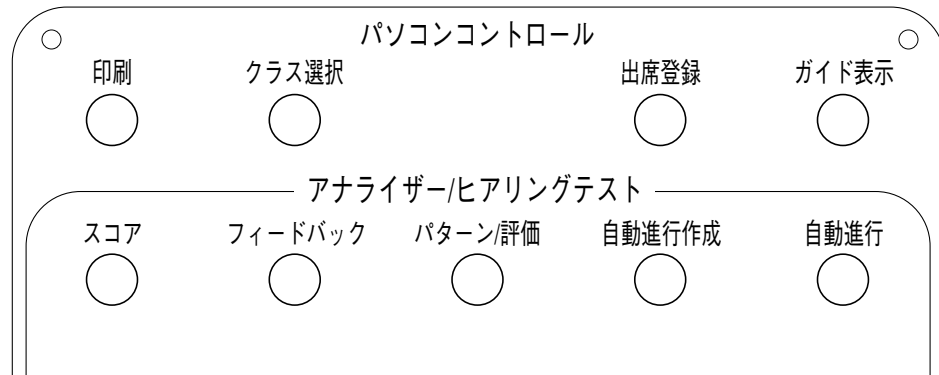 パソコンコントロール
印刷 クラス選択 出席登録 ガイド表示
アナライザー/ヒアリングテスト
スコア フィードバック パターン/評価 自動進行作成 自動進行